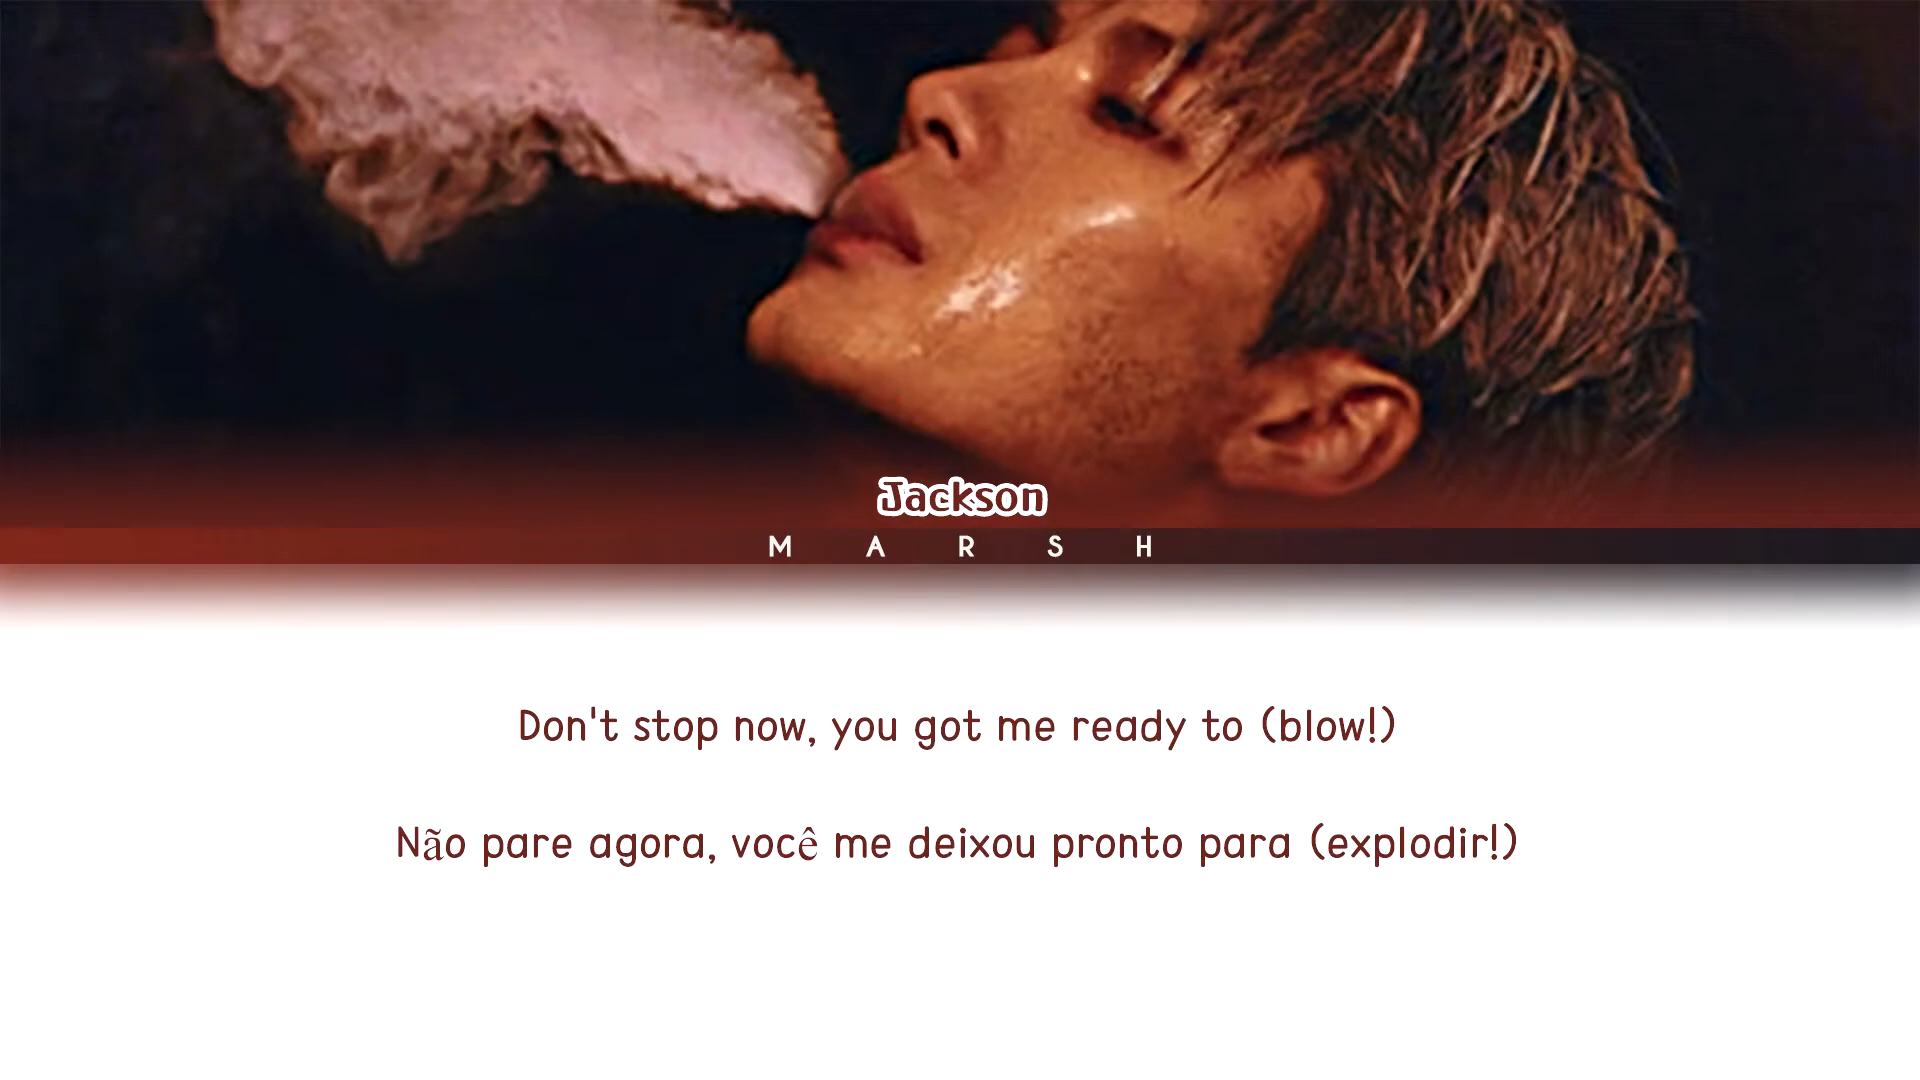 Jackson
MARSH
Don't stop now, you got me ready to (blow!)
Não pare agora, você me deixou pronto para (explodir!)